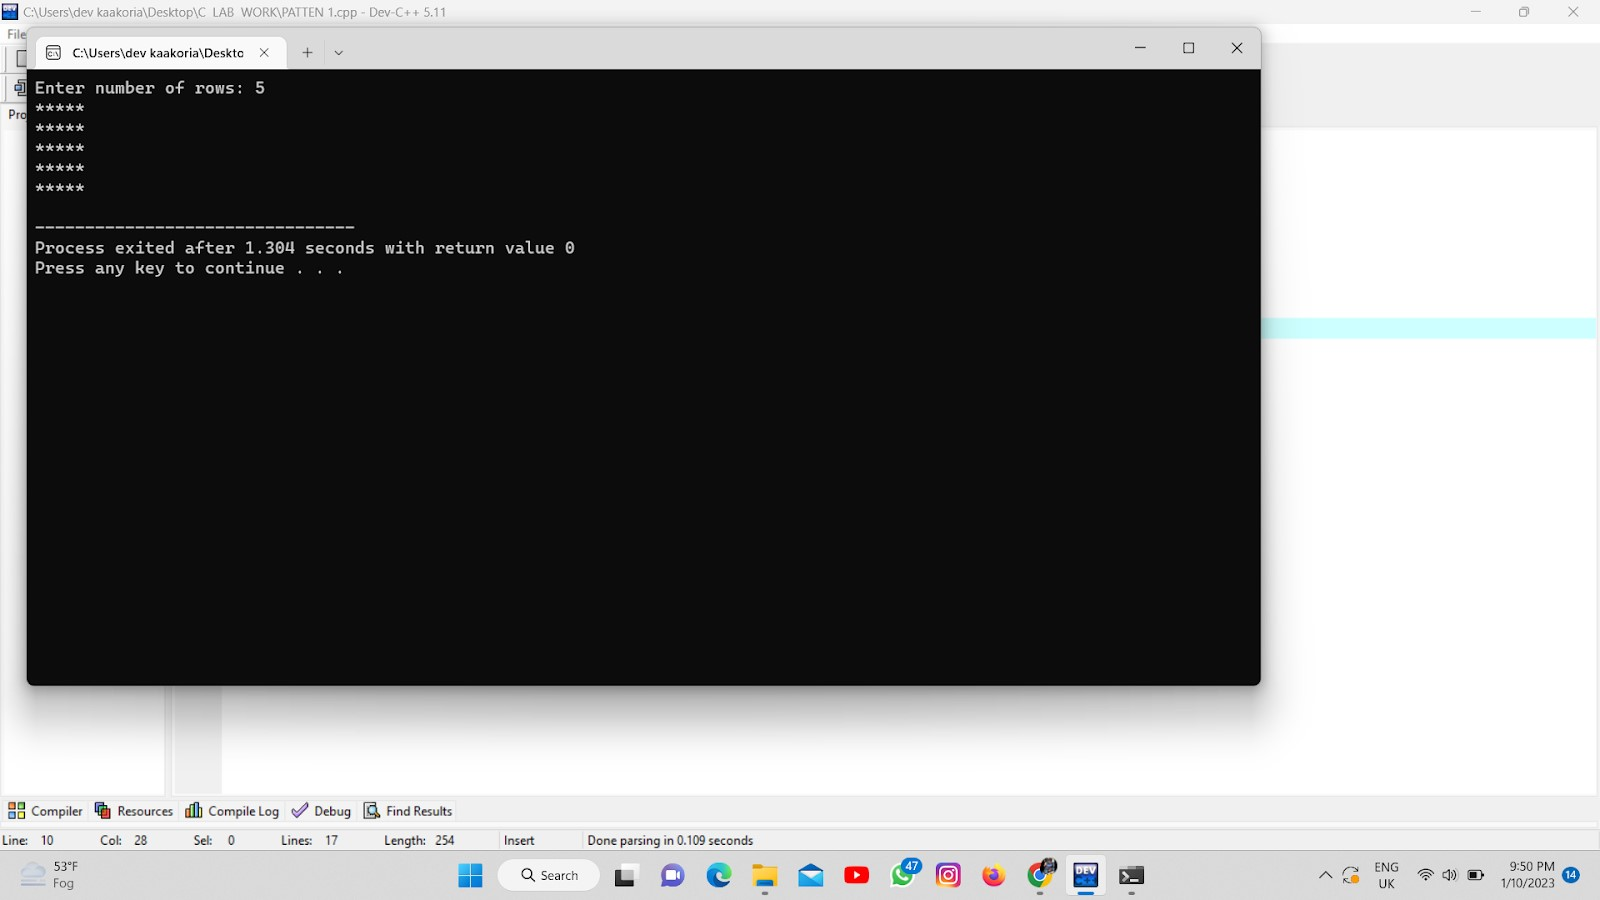 C:\Users\dev kaakoria\Desktop\C LAB WORK\PATTEN 1.cpp - Dev-C++ 5.11
File
C:\Users\dev kaakoria\Deskto
Pro
Enter number of rows: 5
*****
*****
*****
*****
*****
--------------------------------
Process exited after 1.304 seconds with return value 0
Press any key to continue . . .
Compiler Resources Compile Log Debug Find Results
Line: 10 Col: 28 Sel: 0 Lines: 17 Length: 254 Insert Done parsing in 0.109 seconds
53°F
Fog
Search
47
DEV
ENG
UK
9:50 PM
1/10/2023
14